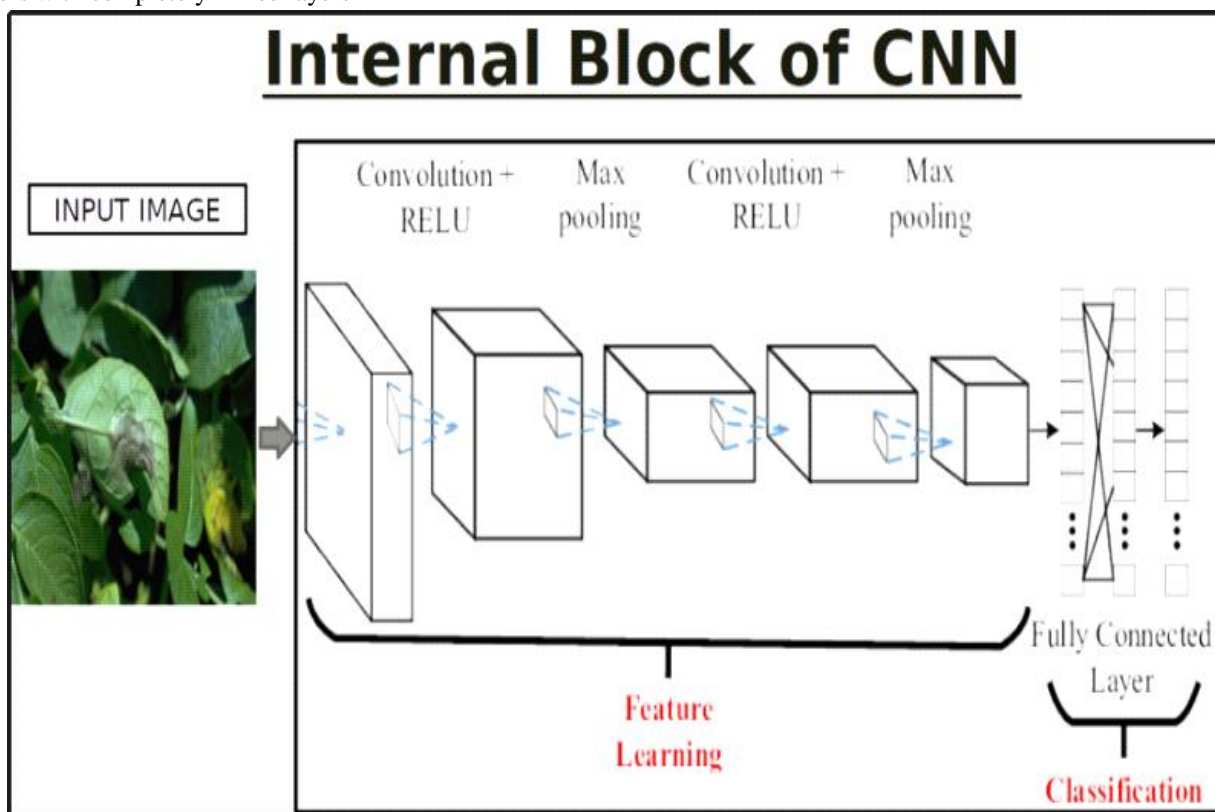 Internal Block of CNN
INPUT IMAGE
Convolution +
RELU
Max
pooling
Convolution +
RELU
Max
pooling
Fully Connected
Layer
Feature
Learning
Classification